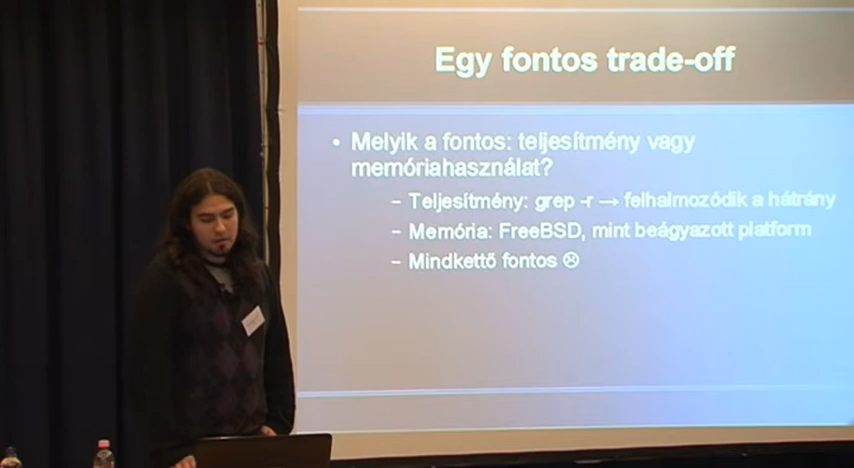 Egy fontos trade-off
• Melyik a fontos: teljesítmény vagy
memóriahasználat?
– Teljesítmény: grep -r → felhalmozódik a hátrány
– Memória: FreeBSD, mint beágyazott platform
– Mindkettő fontos ☹